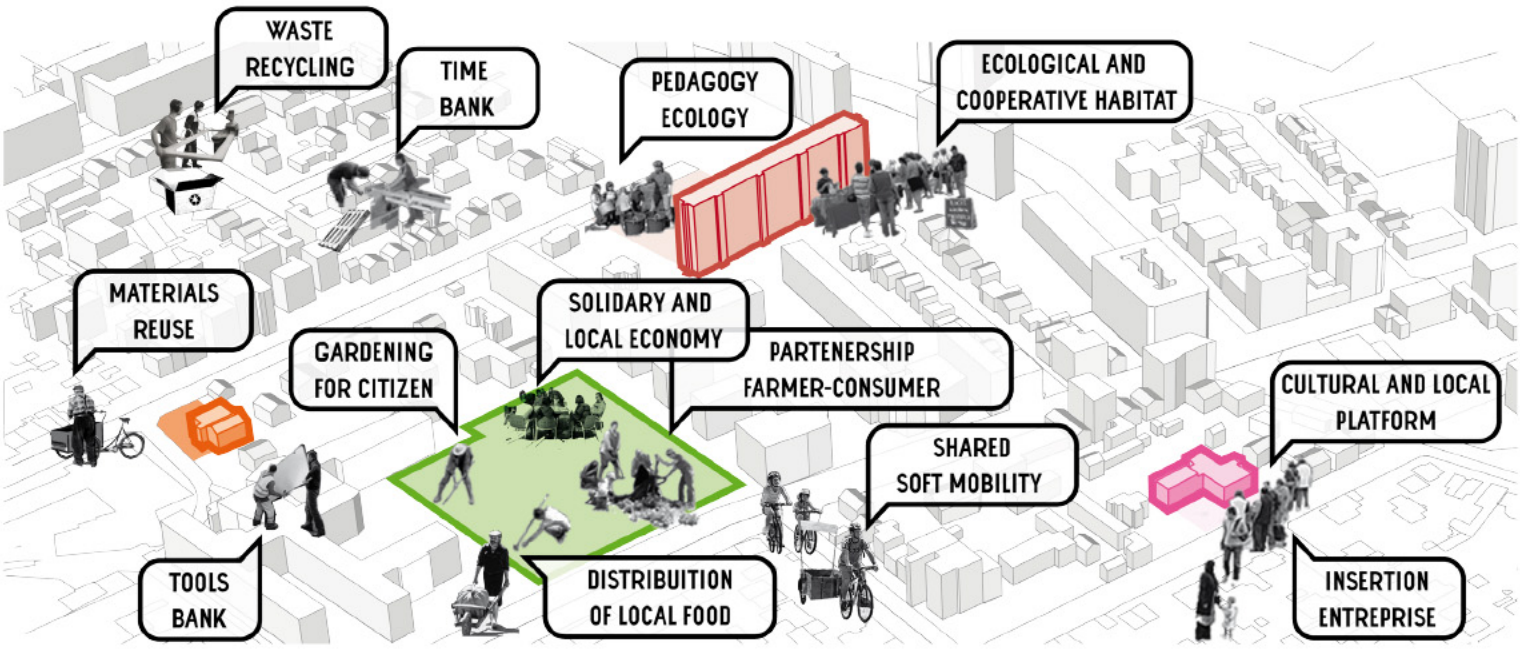 WASTE
RECYCLING
TIME
BANK
PEDAGOGY
ECOLOGY
ECOLOGICAL AND
COOPERATIVE HABITAT
MATERIALS
REUSE
GARDENING
FOR CITIZEN
SOLIDARY AND
LOCAL ECONOMY
PARTENERSHIP
FARMER-CONSUMER
CULTURAL AND LOCAL
PLATFORM
SHARED
SOFT MOBILITY
TOOLS
BANK
DISTRIBUITION
OF LOCAL FOOD
INSERTION
ENTREPRISE